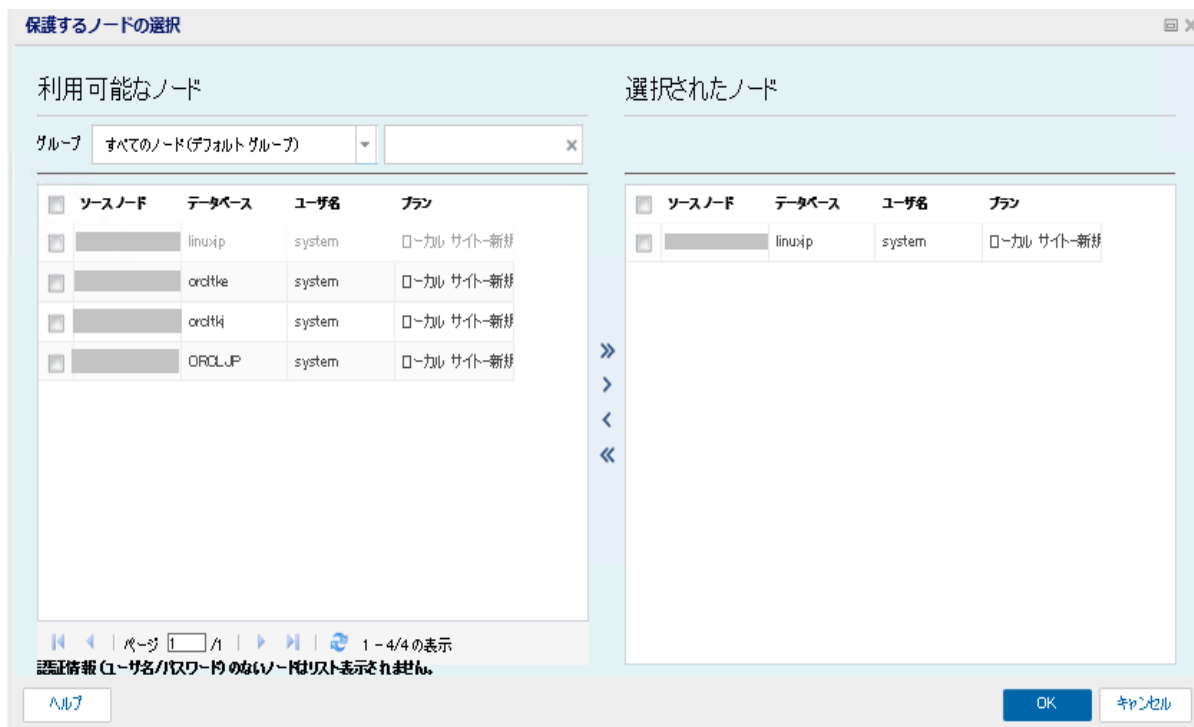 保護するノードの選択
利用可能なノード
選択されたノード
グループ すべてのノード(デフォルト グループ)
ソース ノード データベース ユーザ名 プラン
linuxjp system ローカル サイト-新規
orcltke system ローカル サイト-新規
orcltkj system ローカル サイト-新規
ORCLJP system ローカル サイト-新規
ソース ノード データベース ユーザ名 プラン
linuxjp system ローカル サイト-新規
ページ 1 /1 1 - 4/4 の表示
認証情報 (ユーザ名/パスワード) のないノードはリスト表示されません。
ヘルプ OK キャンセル